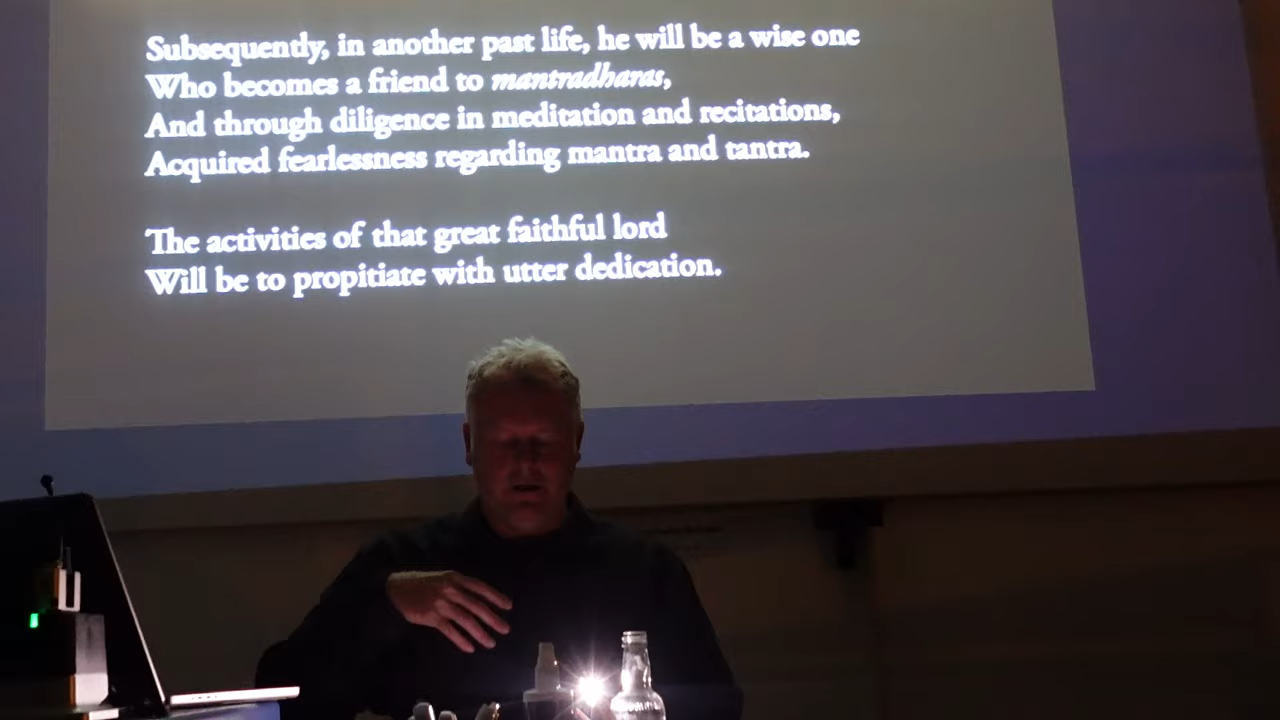 Subsequently, in another past life, he will be a wise one
Who becomes a friend to mantradharas,
And through diligence in meditation and recitations,
Acquired fearlessness regarding mantra and tantra.
The activities of that great faithful lord
Will be to propitiate with utter dedication.